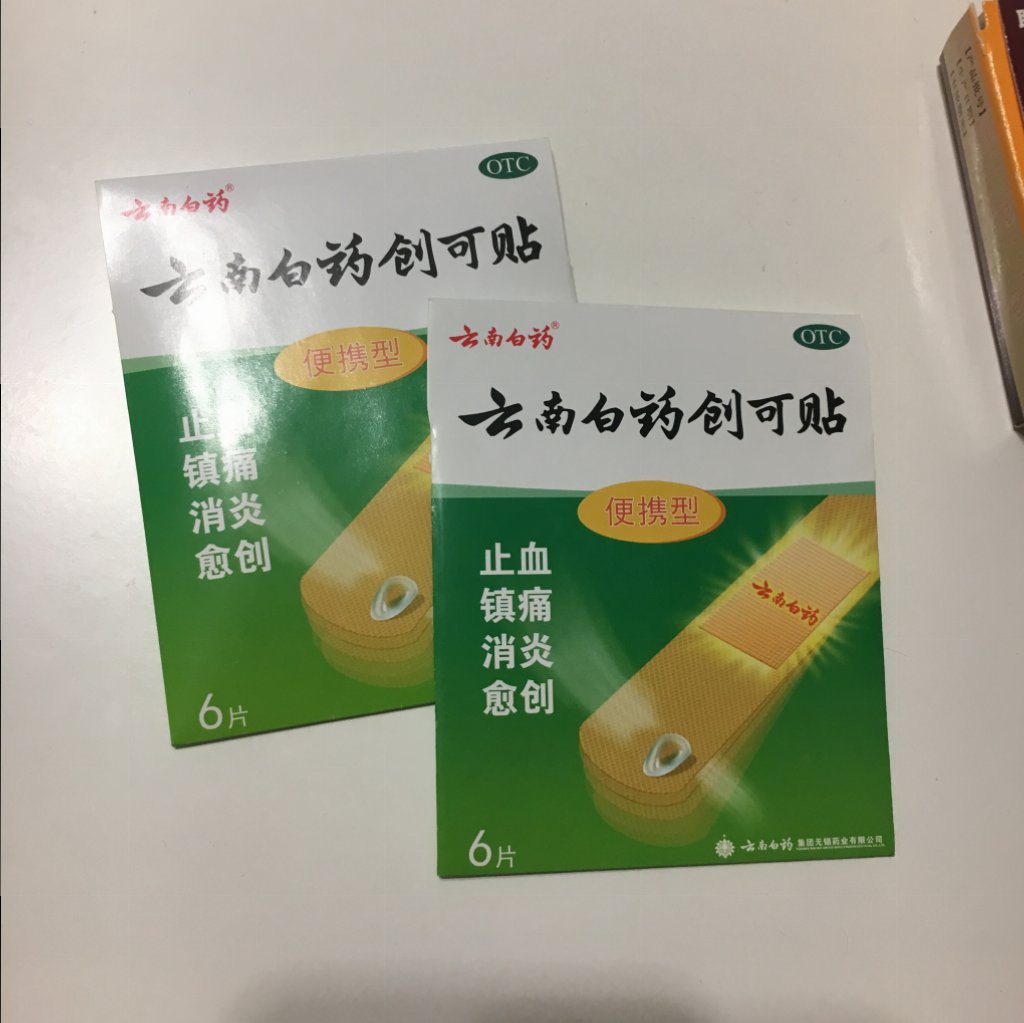 云南白药®
OTC
云南白药创可贴
便携型
止
镇痛
消炎
愈创
6片
云南白药®
OTC
云南白药创可贴
便携型
云南白药
止血
镇痛
消炎
愈创
6片
云南白药 集团无锡药业有限公司